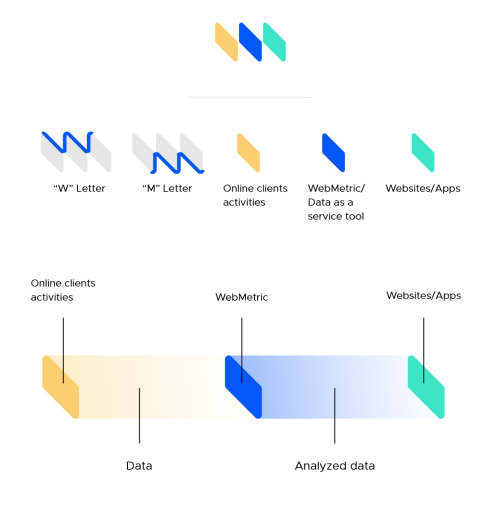 “W” Letter
“M” Letter
Online clients
activities
WebMetric/
Data as a
service tool
Websites/Apps
Online clients
activities
WebMetric
Websites/Apps
Data
Analyzed data